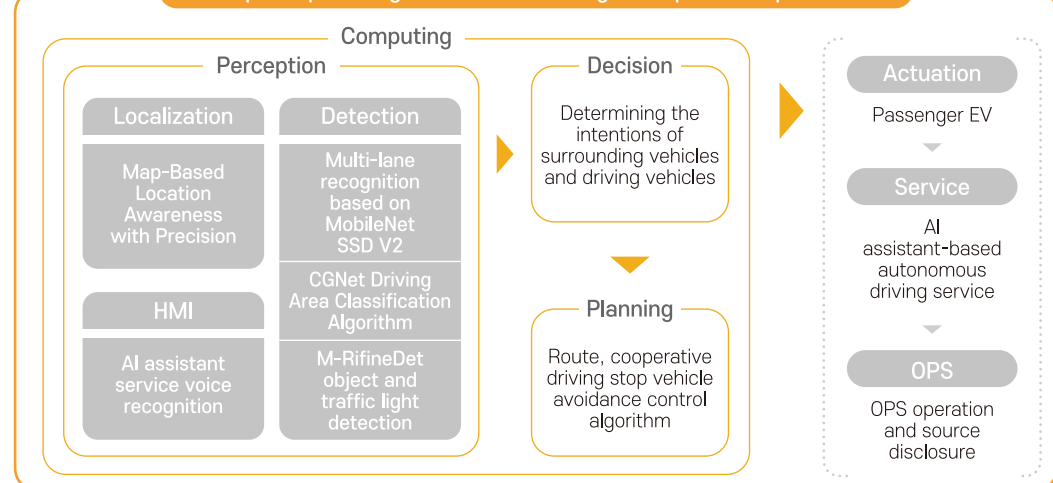 Computing
Perception
Localization
Map-Based
Location
Awareness
with Precision
HMI
AI assistant
service voice
recognition
Detection
Multi-lane
recognition
based on
MobileNet
SSD V2
CGNet Driving
Area Classification
Algorithm
M-RifineDet
object and
traffic light
detection
Decision
Determining the
intentions of
surrounding vehicles
and driving vehicles
Planning
Route, cooperative
driving stop vehicle
avoidance control
algorithm
Actuation
Passenger EV
Service
AI
assistant-based
autonomous
driving service
OPS
OPS operation
and source
disclosure